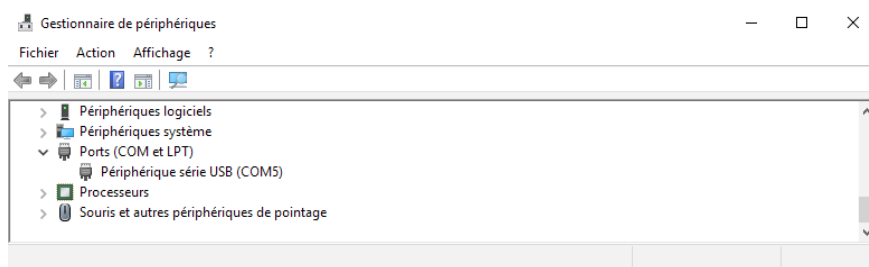 Gestionnaire de périphériques
Fichier Action Affichage ?
Périphériques logiciels
Périphériques système
Ports (COM et LPT)
Périphérique série USB (COM5)
Processeurs
Souris et autres périphériques de pointage